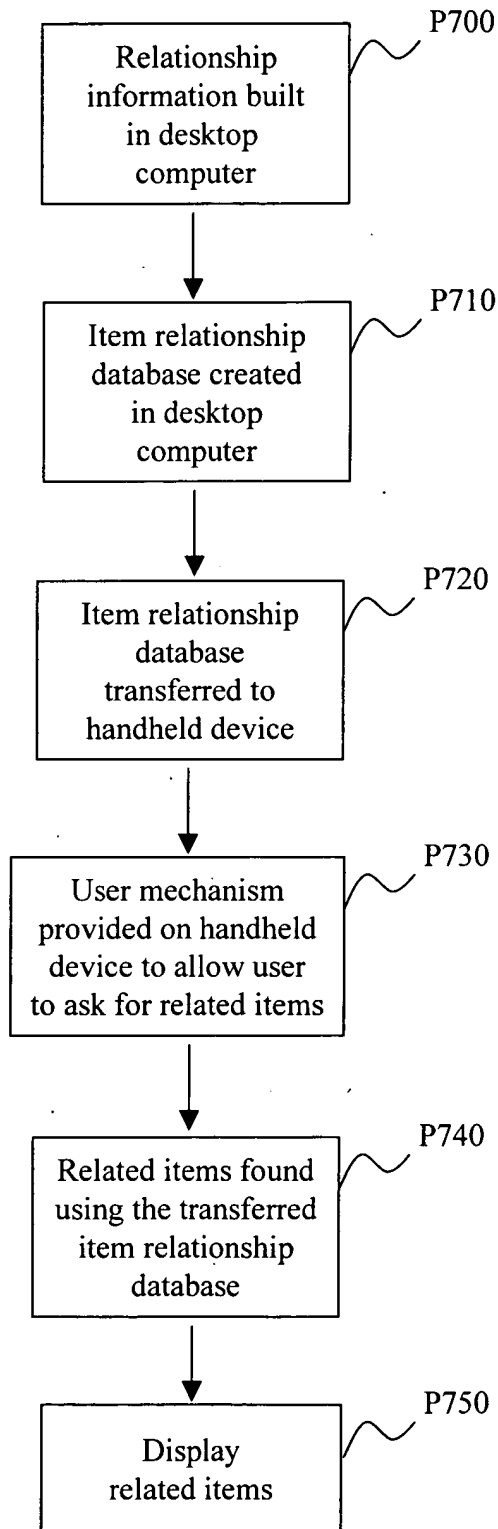 P700
Relationship
information built
in desktop
computer
P710
Item relationship
database created
in desktop
computer
P720
Item relationship
database
transferred to
handheld device
P730
User mechanism
provided on handheld
device to allow user
to ask for related items
P740
Related items found
using the transferred
item relationship
database
P750
Display
related items